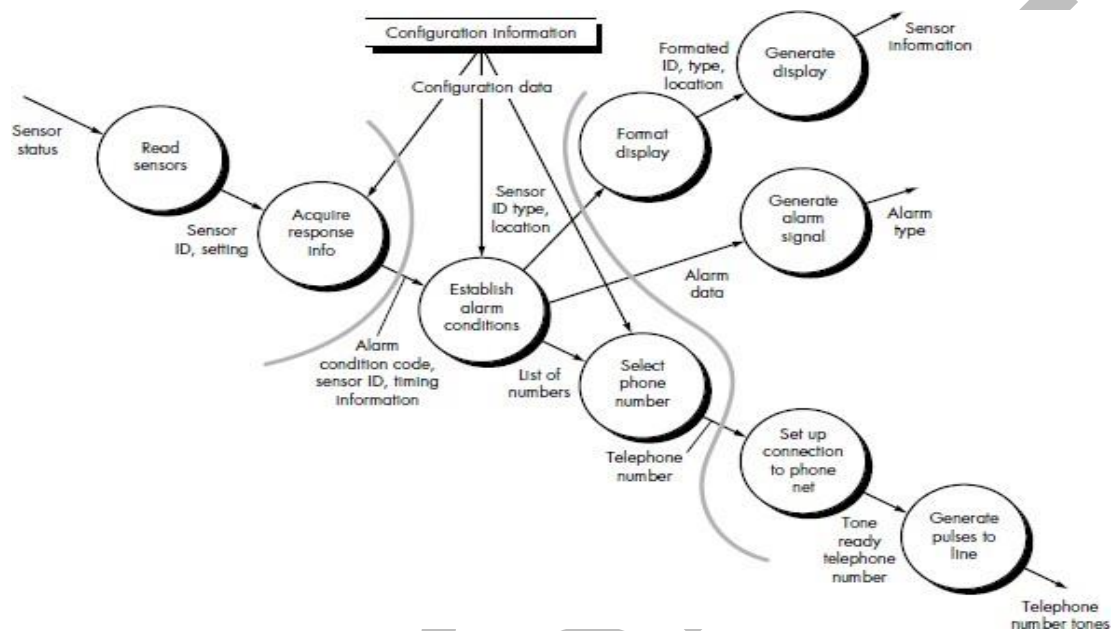 Configuration information
Configuration data
Sensor
status
Read
sensors
Sensor
ID, setting
Acquire
response
info
Alarm
condition code,
sensor ID, timing
information
Establish
alarm
conditions
Sensor
ID type,
location
Format
display
Formated
ID, type,
location
Generate
display
Sensor
information
Alarm
data
Generate
alarm
signal
Alarm
type
List of
numbers
Select
phone
number
Telephone
number
Set up
connection
to phone
net
Tone
ready
telephone
number
Generate
pulses to
line
Telephone
number tones